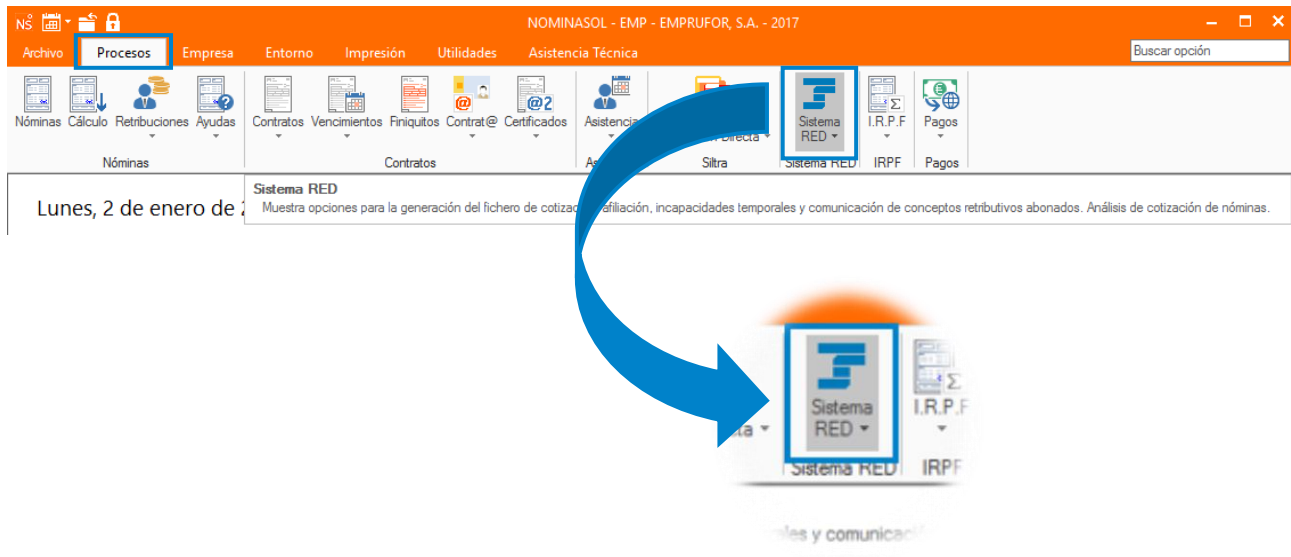 NS
NOMINASOL - EMP - EMPRUFOR, S.A. - 2017
Archivo Procesos Empresa Entorno Impresión Utilidades Asistencia Técnica
Buscar opción
Nóminas Cálculo Retribuciones Ayudas Contratos Vencimientos Finiquitos Contrat@ Certificados Asistencia Directa Sistema RED I.R.P.F Pagos
Nóminas Contratos Siltra Sistema RED IRPF Pagos
Sistema RED
Muestra opciones para la generación del fichero de afiliación, incapacidades temporales y comunicación de conceptos retributivos abonados. Análisis de cotización de nóminas.
Lunes, 2 de enero de
Sistema RED
I.R.P.F
Sistema RED IRPF
y comunicac